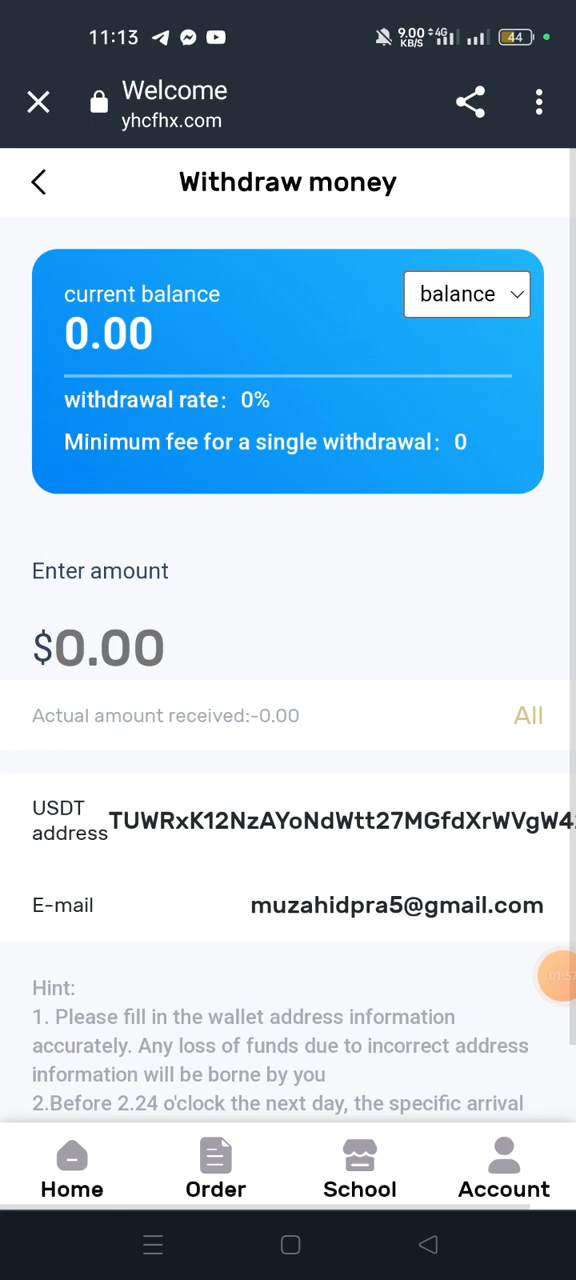 11:13
9.00 KB/S 4G 44
Welcome
yhcfhx.com
Withdraw money
current balance
balance
0.00
withdrawal rate: 0%
Minimum fee for a single withdrawal: 0
Enter amount
$0.00
Actual amount received:-0.00
All
USDT
address
TUWRxK12NzAYoNdWtt27MGfdXrWVgW4
E-mail
muzahidpra5@gmail.com
01:57
Hint:
1. Please fill in the wallet address information
accurately. Any loss of funds due to incorrect address
information will be borne by you
2.Before 2.24 o'clock the next day, the specific arrival
Home
Order
School
Account